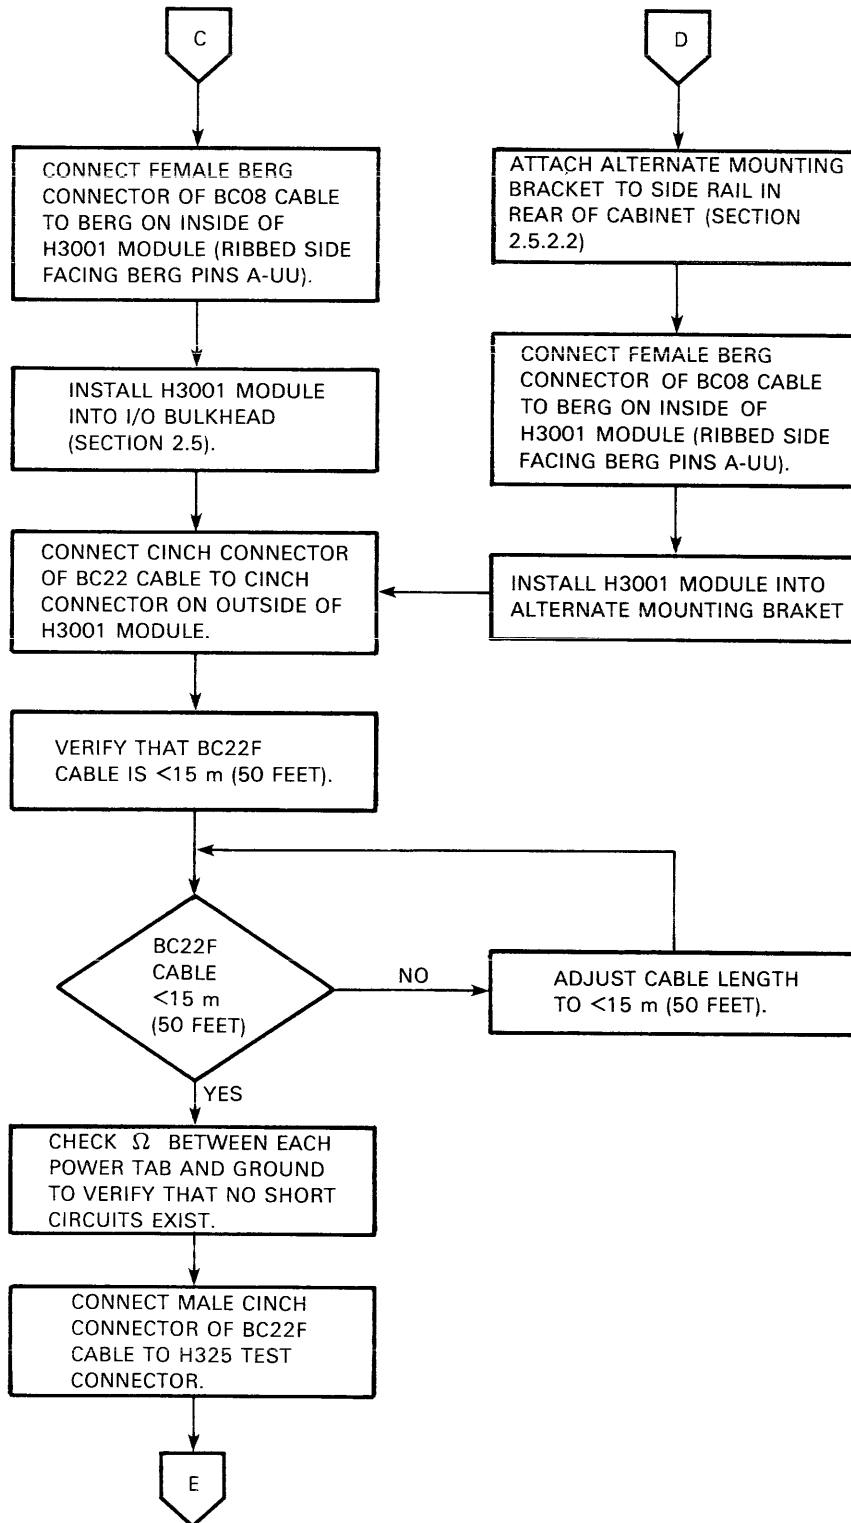 C
CONNECT FEMALE BERG
CONNECTOR OF BC08 CABLE
TO BERG ON INSIDE OF
H3001 MODULE (RIBBED SIDE
FACING BERG PINS A-UU).
INSTALL H3001 MODULE
INTO I/O BULKHEAD
(SECTION 2.5).
D
ATTACH ALTERNATE MOUNTING
BRACKET TO SIDE RAIL IN
REAR OF CABINET (SECTION
2.5.2.2)
CONNECT FEMALE BERG
CONNECTOR OF BC08 CABLE
TO BERG ON INSIDE OF
H3001 MODULE (RIBBED SIDE
FACING BERG PINS A-UU).
INSTALL H3001 MODULE INTO
ALTERNATE MOUNTING BRAKET
CONNECT CINCH CONNECTOR
OF BC22 CABLE TO CINCH
CONNECTOR ON OUTSIDE OF
H3001 MODULE.
VERIFY THAT BC22F
CABLE IS <15 m (50 FEET).
BC22F
CABLE
<15 m
(50 FEET)
NO
ADJUST CABLE LENGTH
TO <15 m (50 FEET).
YES
CHECK Ω BETWEEN EACH
POWER TAB AND GROUND
TO VERIFY THAT NO SHORT
CIRCUITS EXIST.
CONNECT MALE CINCH
CONNECTOR OF BC22F
CABLE TO H325 TEST
CONNECTOR.
E